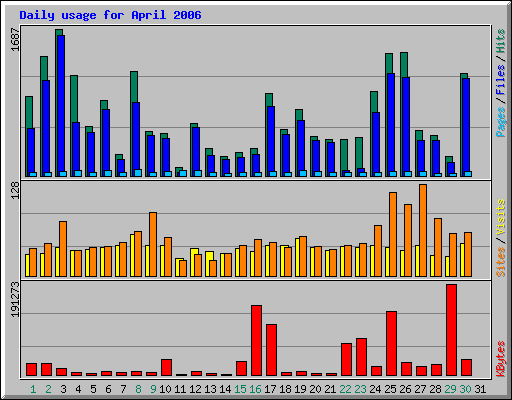 Daily usage for April 2006
1687
Pages / Files / Hits
128
Sites / Visits
191273
KBytes
1 2 3 4 5 6 7 8 9 10 11 12 13 14 15 16 17 18 19 20 21 22 23 24 25 26 27 28 29 30 31